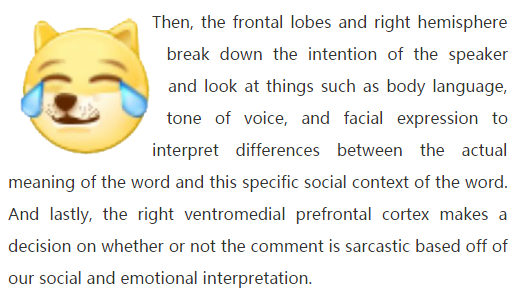 Then, the frontal lobes and right hemisphere
break down the intention of the speaker
and look at things such as body language,
tone of voice, and facial expression to
interpret differences between the actual
meaning of the word and this specific social context of the word.
And lastly, the right ventromedial prefrontal cortex makes a
decision on whether or not the comment is sarcastic based off of
our social and emotional interpretation.